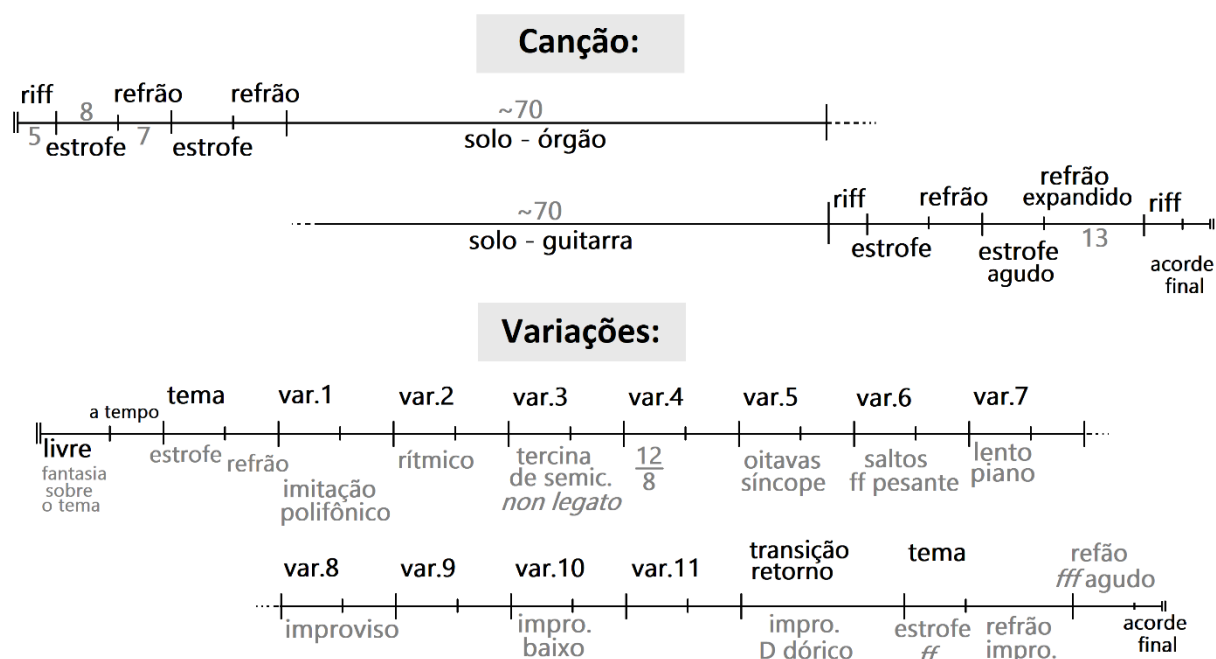 Canção:
riff 8 refrão refrão ~70
5 estrofe 7 estrofe solo - órgão
~70 riff refrão refrão expandido riff
solo - guitarra estrofe estrofe agudo 13 acorde final
Variações:
a tempo tema var.1 var.2 var.3 var.4 var.5 var.6 var.7
livre
fantasia
sobre
o tema
estrofe refrão
imitação
polifônico
rítmico
tercina
de semic.
non legato
12
8
oitavas
síncope
saltos
ff pesante
lento
piano
var.8 var.9 var.10 var.11 transição retorno tema refão fff agudo
improviso
impro.
baixo
impro.
D dórico
estrofe
ff
refrão
impro.
acorde
final